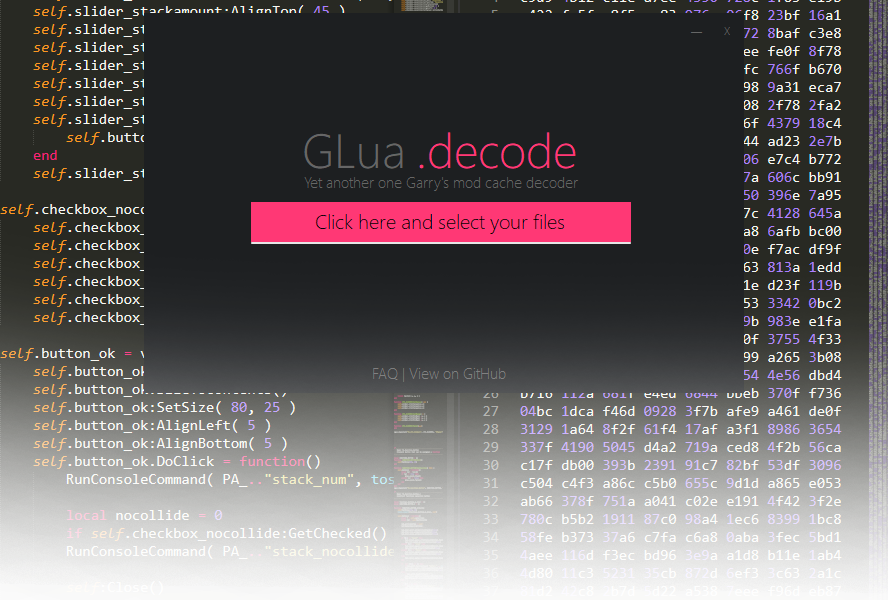 self.slider_stackamount:AlignTop( 45 )
self.slider_st
self.slider_st
self.slider_st
self.slider_st
self.slider_st
self.slider_st
self.butto
end
self.slider_st
self.checkbox_noco
self.checkbox_
self.checkbox_
self.checkbox_
self.checkbox_
self.checkbox_
self.checkbox_
self.button_ok = v
self.button_ok
self.button_ok
self.button_ok:SetSize( 80, 25 )
self.button_ok:AlignLeft( 5 )
self.button_ok:AlignBottom( 5 )
self.button_ok.DoClick = function()
RunConsoleCommand( PA_.."stack_num", tos
local nocollide = 0
if self.checkbox_nocollide:GetChecked()
RunConsoleCommand( PA_.."stack_nocollide
self:Close()
— X
GLua .decode
Yet another one Garry's mod cache decoder
Click here and select your files
FAQ | View on GitHub
f8 23bf 16a1
72 8baf c3e8
ee fe0f 8f78
fc 766f b670
98 9a31 eca7
08 2f78 2fa2
6f 4379 18c4
44 ad23 2e7b
06 e7c4 b772
7a 606c bb91
50 396e 7a95
7c 4128 645a
a8 6afb bc00
0e f7ac df9f
63 813a 1edd
1e d23f 119b
53 3342 0bc2
9b 983e e1fa
0f 3755 4f33
99 a265 3b08
54 4e56 dbd4
26 b716 112a 681f e4ed 6844 bbeb 370f f736
27 04bc 1dca f46d 0928 3f7b afe9 a461 de0f
28 3129 1a64 8f2f 61f4 17af a3f1 8986 3654
29 337f 4190 5045 d4a2 719a ced8 4f2b 56ca
30 c17f db00 393b 2391 91c7 82bf 53df 3096
31 c504 c4f3 a86c c5b0 655c 9d1d a865 e053
32 ab66 378f 751a a041 c02e e191 4f42 3f2e
33 780c b5b2 1911 87c0 98a4 1ec6 8399 1bc8
34 58fe b373 37a6 c7fa c6a8 0aba 3fec 5bd1
35 4aee 116d f3ec bd96 3e9a a1d8 b11e 1ab4
36 4d80 11c3 5231 35cb 872d 6ef3 3c63 2a1c